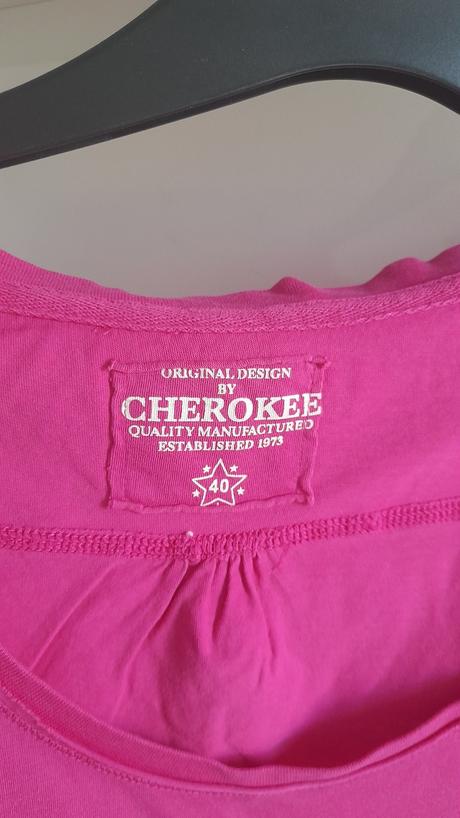 ORIGINAL DESIGN
BY
CHEROKEE
QUALITY MANUFACTURED
ESTABLISHED 1973
40